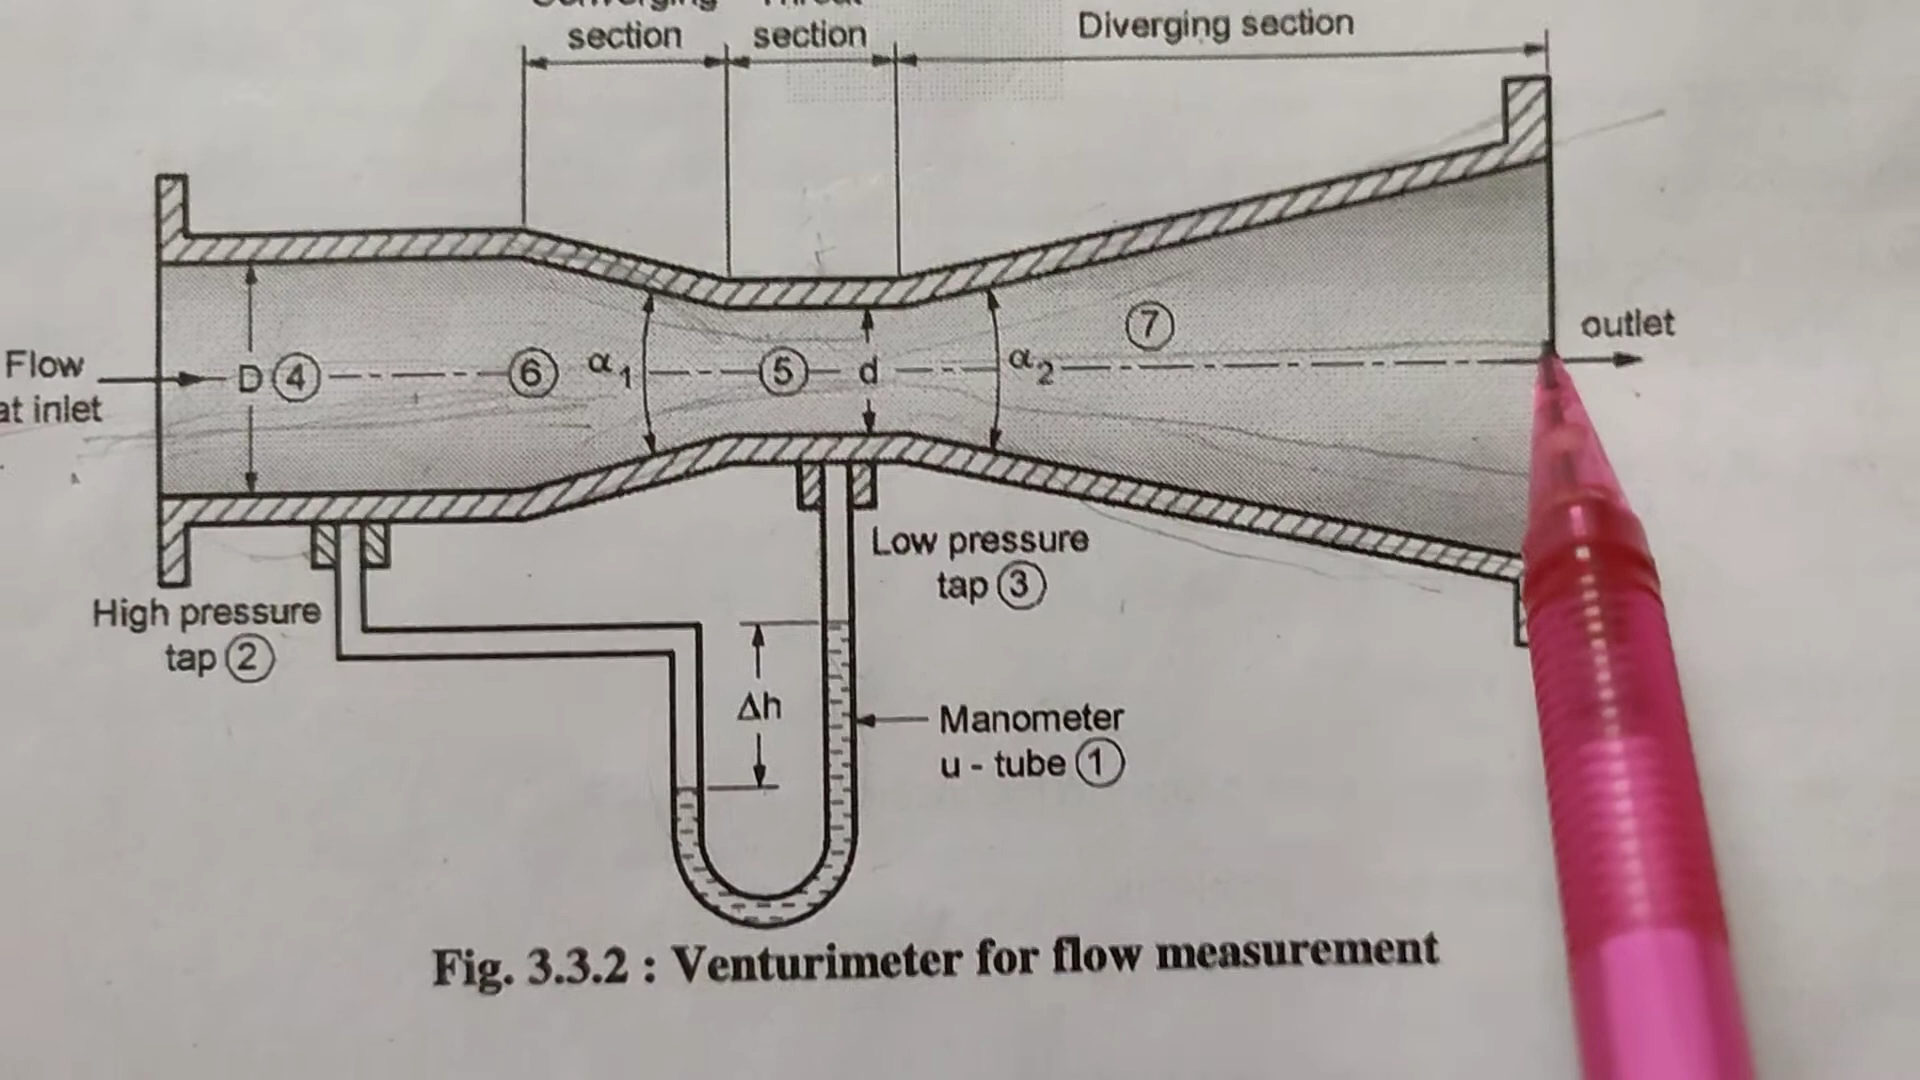 section
section
Diverging section
outlet
Flow
at inlet
D 4
6
α1
5
d
α2
7
Low pressure
tap 3
High pressure
tap 2
Δh
Manometer
u - tube 1
Fig. 3.3.2 : Venturimeter for flow measurement